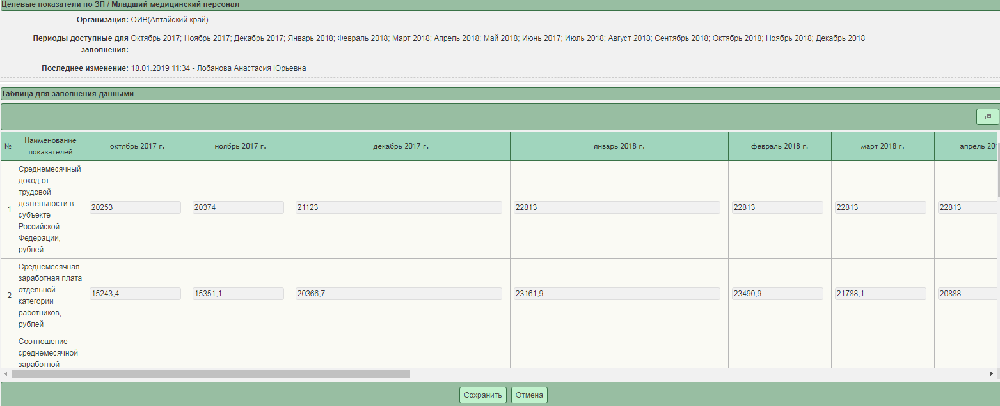 Целевые показатели по ЗП / Младший медицинский персонал
Организация: ОИВ(Алтайский край)
Периоды доступные для заполнения: Октябрь 2017; Ноябрь 2017; Декабрь 2017; Январь 2018; Февраль 2018; Март 2018; Апрель 2018; Май 2018; Июнь 2017; Июль 2018; Август 2018; Сентябрь 2018; Октябрь 2018; Ноябрь 2018; Декабрь 2018
Последнее изменение: 18.01.2019 11:34 - Лобанова Анастасия Юрьевна
Таблица для заполнения данными
№
Наименование
показателей
октябрь 2017 г.
ноябрь 2017 г.
декабрь 2017 г.
январь 2018 г.
февраль 2018 г.
март 2018 г.
апрель 201
1
Среднемесячный
доход от
трудовой
деятельности в
субъекте
Российской
Федерации,
рублей
20253
20374
21123
22813
22813
22813
22813
2
Среднемесячная
заработная плата
отдельной
категории
работников,
рублей
15243,4
15351,1
20366,7
23161,9
23490,9
21788,1
20888
Соотношение
среднемесячной
заработной
Сохранить
Отмена